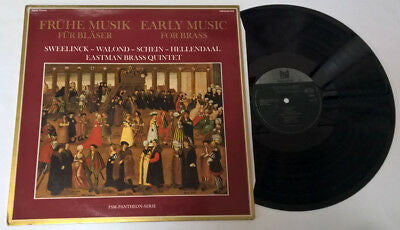 FRÜHE MUSIK EARLY MUSIC
FÜR BLÄSER FOR BRASS
SWEELINCK – WALOND – SCHEIN – HELLENDAAL
EASTMAN BRASS QUINTET
FSM-PANTHEON-SERIE